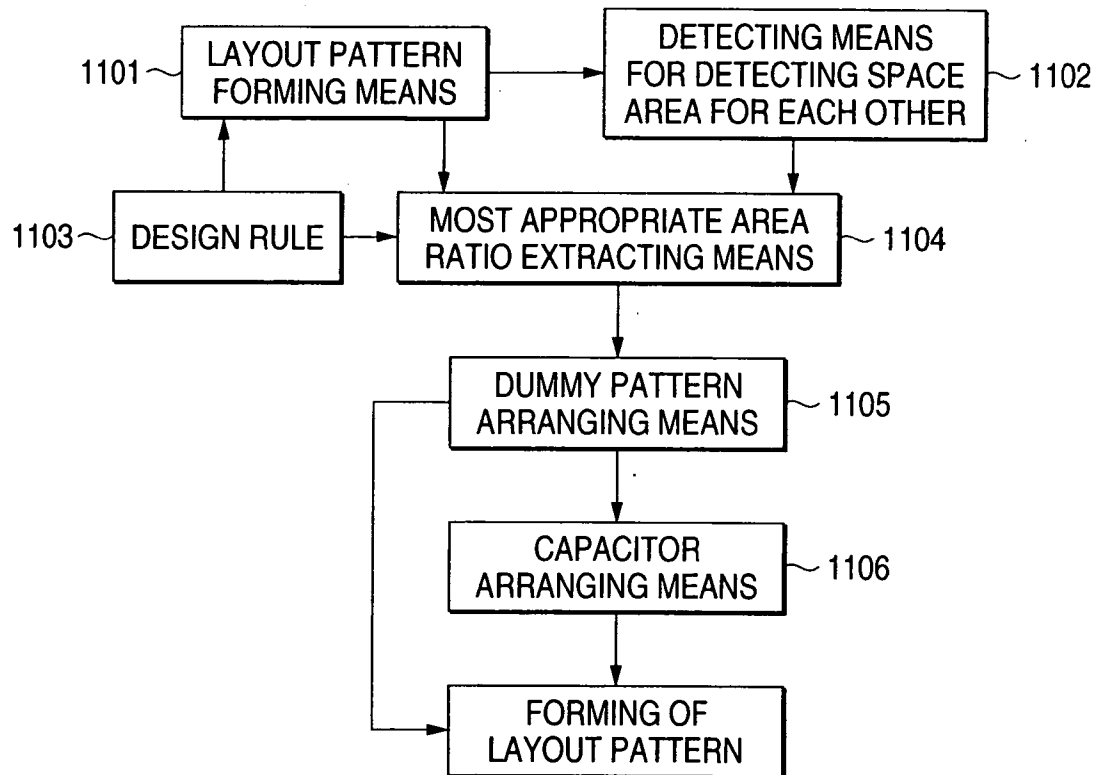 1101
LAYOUT PATTERN
FORMING MEANS
DETECTING MEANS
FOR DETECTING SPACE
AREA FOR EACH OTHER
1102
1103
DESIGN RULE
MOST APPROPRIATE AREA
RATIO EXTRACTING MEANS
1104
DUMMY PATTERN
ARRANGING MEANS
1105
CAPACITOR
ARRANGING MEANS
1106
FORMING OF
LAYOUT PATTERN